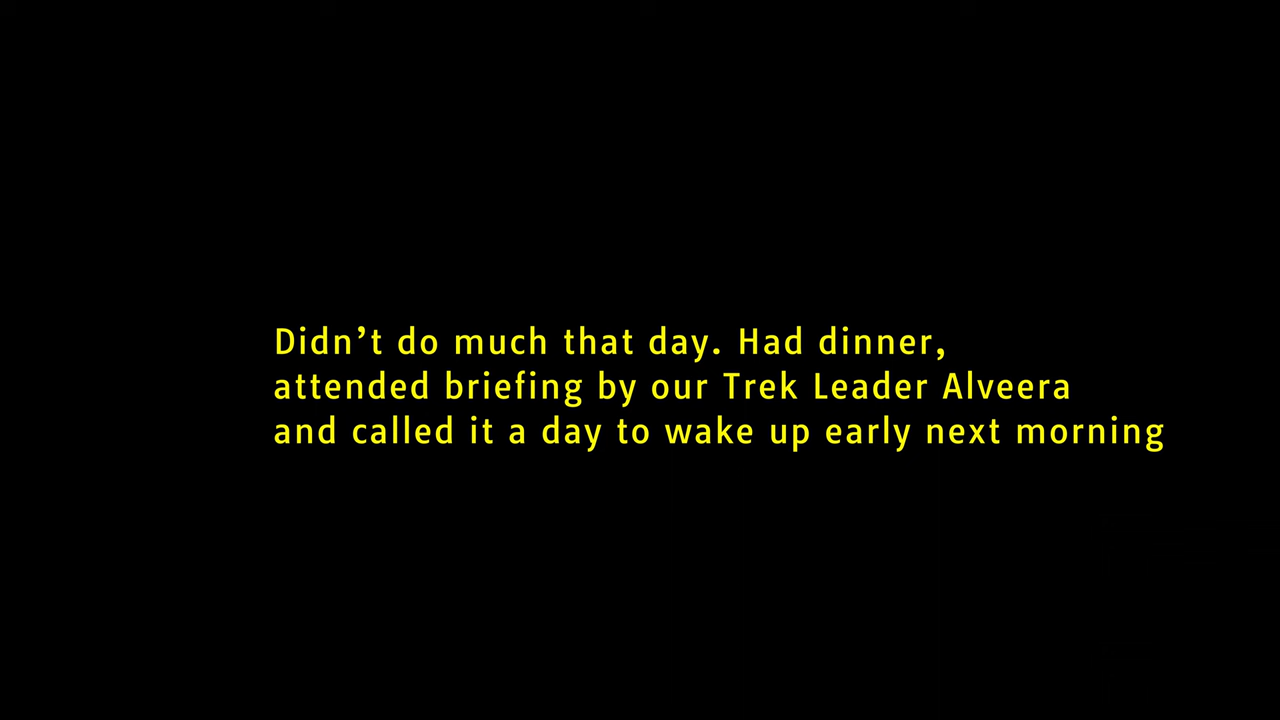 Didn’t do much that day. Had dinner,
attended briefing by our Trek Leader Alveera
and called it a day to wake up early next morning